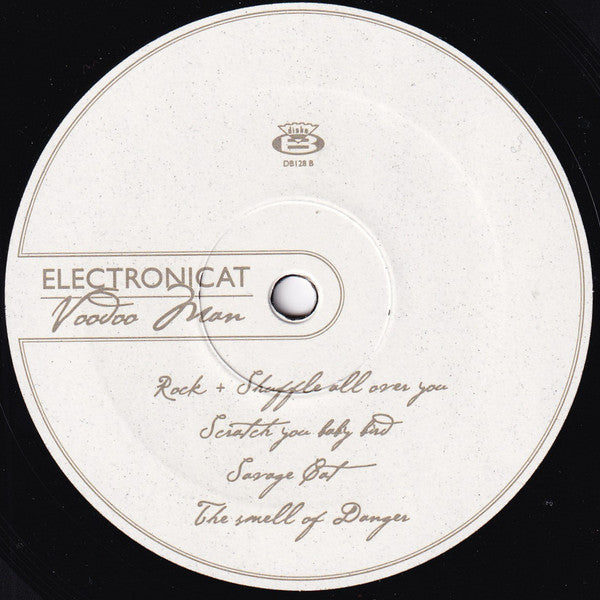 disko
B
DB128 B
ELECTRONICAT
Voodoo Man
Rock + Shuffle all over you
Scratch you baby bird
Savage Cat
The smell of Danger